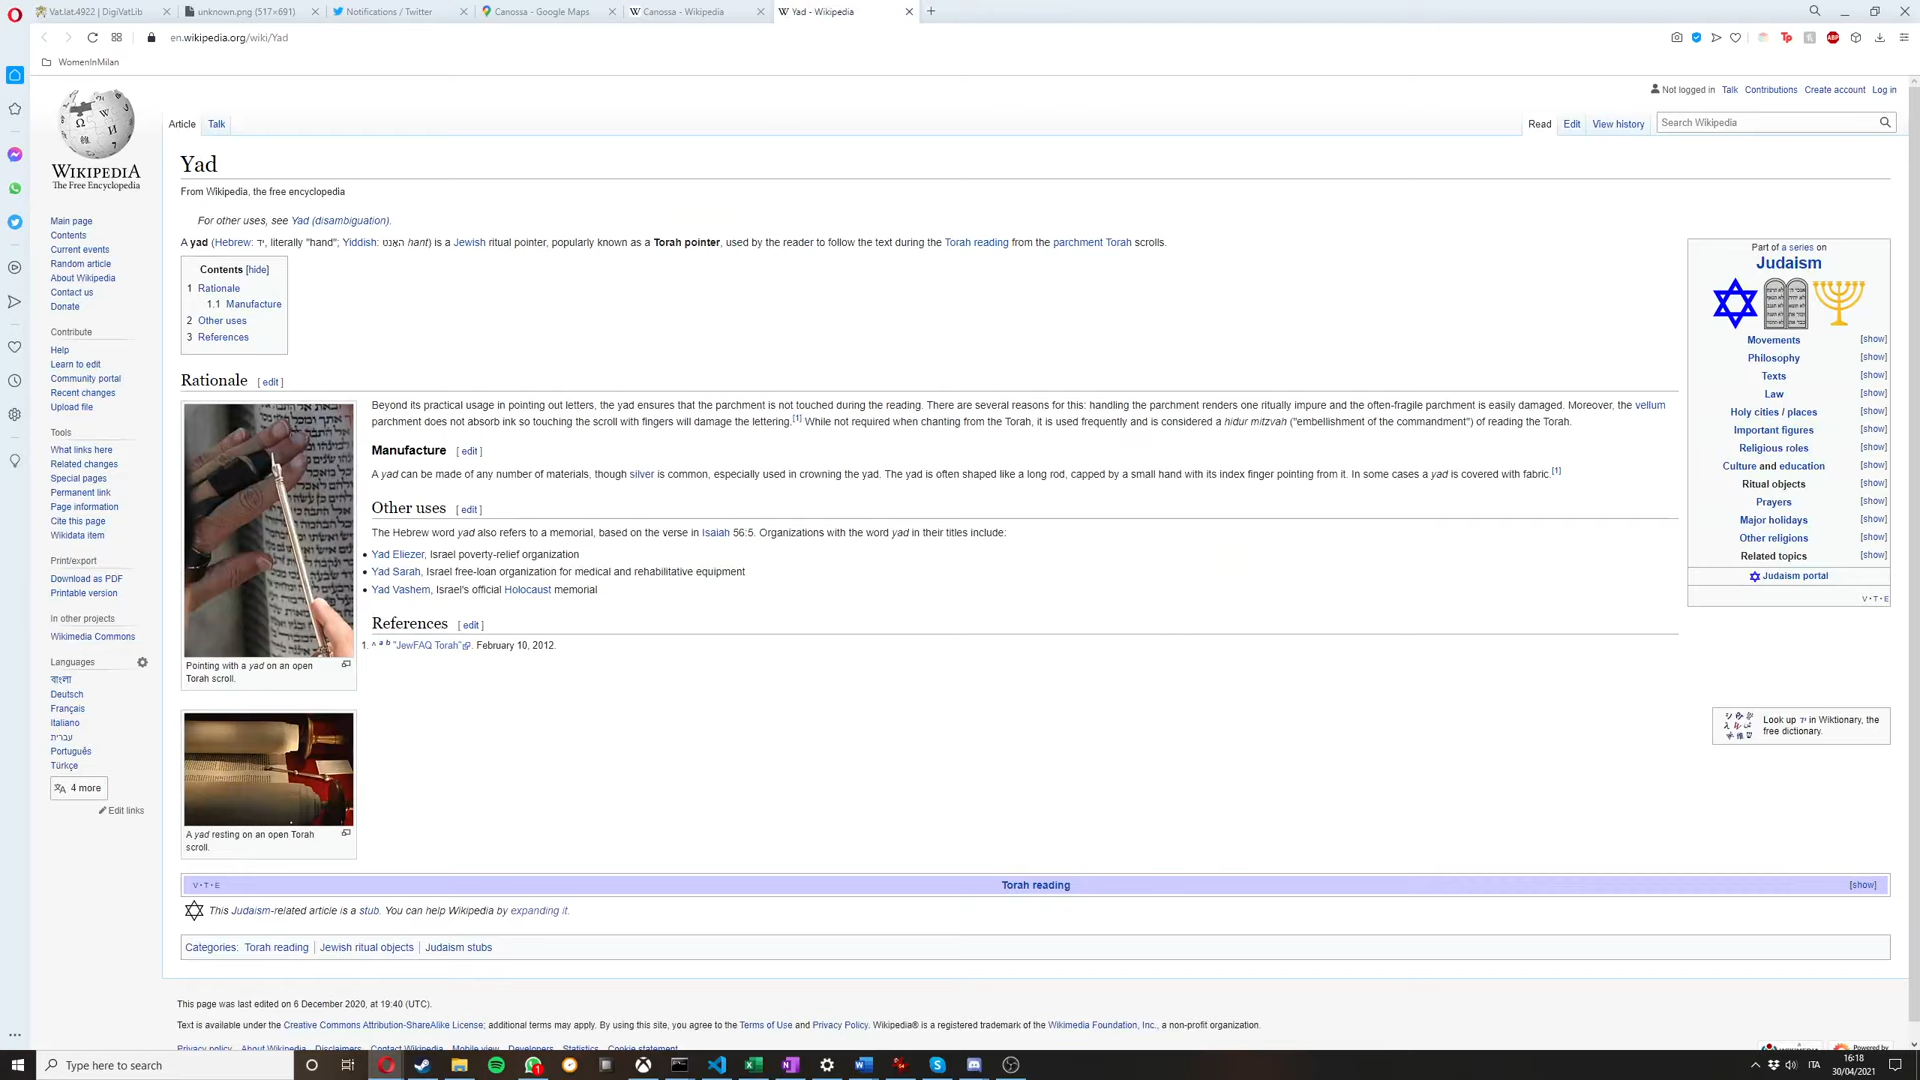 Vat.lat.4922 | DigiVatLib
unknown.png (517×691)
Notifications / Twitter
Canossa - Google Maps
Canossa - Wikipedia
Yad - Wikipedia
en.wikipedia.org/wiki/Yad
WomenInMilan
Not logged in Talk Contributions Create account Log in
Article Talk
Read Edit View history
Search Wikipedia
WIKIPEDIA
The Free Encyclopedia
Main page
Contents
Current events
Random article
About Wikipedia
Contact us
Donate
Contribute
Help
Learn to edit
Community portal
Recent changes
Upload file
Tools
What links here
Related changes
Special pages
Permanent link
Page information
Cite this page
Wikidata item
Print/export
Download as PDF
Printable version
In other projects
Wikimedia Commons
Languages
বাংলা
Deutsch
Français
Italiano
עברית
Português
Türkçe
4 more
Edit links
Yad
From Wikipedia, the free encyclopedia
For other uses, see Yad (disambiguation).
A yad (Hebrew: יד, literally "hand"; Yiddish: האַנט hant) is a Jewish ritual pointer, popularly known as a Torah pointer, used by the reader to follow the text during the Torah reading from the parchment Torah scrolls.
Contents [hide]
1 Rationale
1.1 Manufacture
2 Other uses
3 References
Rationale [ edit ]
Beyond its practical usage in pointing out letters, the yad ensures that the parchment is not touched during the reading. There are several reasons for this: handling the parchment renders one ritually impure and the often-fragile parchment is easily damaged. Moreover, the vellum
parchment does not absorb ink so touching the scroll with fingers will damage the lettering.[1] While not required when chanting from the Torah, it is used frequently and is considered a hidur mitzvah ("embellishment of the commandment") of reading the Torah.
Manufacture [ edit ]
A yad can be made of any number of materials, though silver is common, especially used in crowning the yad. The yad is often shaped like a long rod, capped by a small hand with its index finger pointing from it. In some cases a yad is covered with fabric.[1]
Other uses [ edit ]
The Hebrew word yad also refers to a memorial, based on the verse in Isaiah 56:5. Organizations with the word yad in their titles include:
• Yad Eliezer, Israel poverty-relief organization
• Yad Sarah, Israel free-loan organization for medical and rehabilitative equipment
• Yad Vashem, Israel's official Holocaust memorial
References [ edit ]
1. ^ a b "JewFAQ Torah". February 10, 2012.
Pointing with a yad on an open
Torah scroll.
A yad resting on an open Torah
scroll.
Part of a series on
Judaism
Movements [show]
Philosophy [show]
Texts [show]
Law [show]
Holy cities / places [show]
Important figures [show]
Religious roles [show]
Culture and education [show]
Ritual objects [show]
Prayers [show]
Major holidays [show]
Other religions [show]
Related topics [show]
Judaism portal
V · T · E
Look up יד in Wiktionary, the
free dictionary.
V · T · E Torah reading [show]
This Judaism-related article is a stub. You can help Wikipedia by expanding it.
Categories: Torah reading | Jewish ritual objects | Judaism stubs
This page was last edited on 6 December 2020, at 19:40 (UTC).
Text is available under the Creative Commons Attribution-ShareAlike License; additional terms may apply. By using this site, you agree to the Terms of Use and Privacy Policy. Wikipedia® is a registered trademark of the Wikimedia Foundation, Inc., a non-profit organization.
Privacy policy About Wikipedia Disclaimers Contact Wikipedia Mobile view Developers Statistics Cookie statement
Powered by
Type here to search
ITA
16:18
30/04/2021